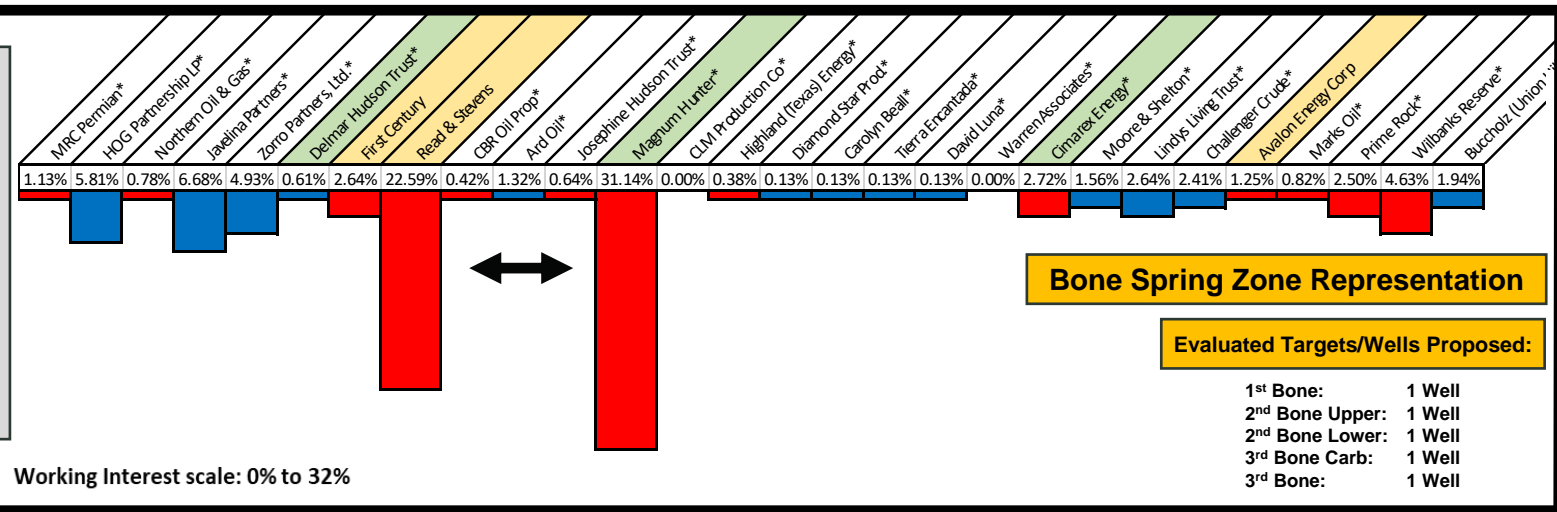 MRC Permian*
HOG Partnership LP*
Northern Oil & Gas*
Javelina Partners*
Zorro Partners, Ltd.*
Delmar Hudson Trust*
First Century
Read & Stevens
CBR Oil Prop*
Ard Oil*
Josephine Hudson Trust*
Magnum Hunter*
CLM Production Co*
Highland (Texas) Energy*
Diamond Star Prod*
Carolyn Beall*
Tierra Encantada*
David Luna*
Warren Associates*
Cimarex Energy*
Moore & Shelton*
Lindys Living Trust*
Challenger Crude*
Avalon Energy Corp
Marks Oil*
Prime Rock*
Wilbanks Reserve*
Buccholz (Union
1.13% 5.81% 0.78% 6.68% 4.93% 0.61% 2.64% 22.59% 0.42% 1.32% 0.64% 31.14% 0.00% 0.38% 0.13% 0.13% 0.13% 0.13% 0.00% 2.72% 1.56% 2.64% 2.41% 1.25% 0.82% 2.50% 4.63% 1.94%
Bone Spring Zone Representation
Evaluated Targets/Wells Proposed:
1st Bone: 1 Well
2nd Bone Upper: 1 Well
2nd Bone Lower: 1 Well
3rd Bone Carb: 1 Well
3rd Bone: 1 Well
Working Interest scale: 0% to 32%